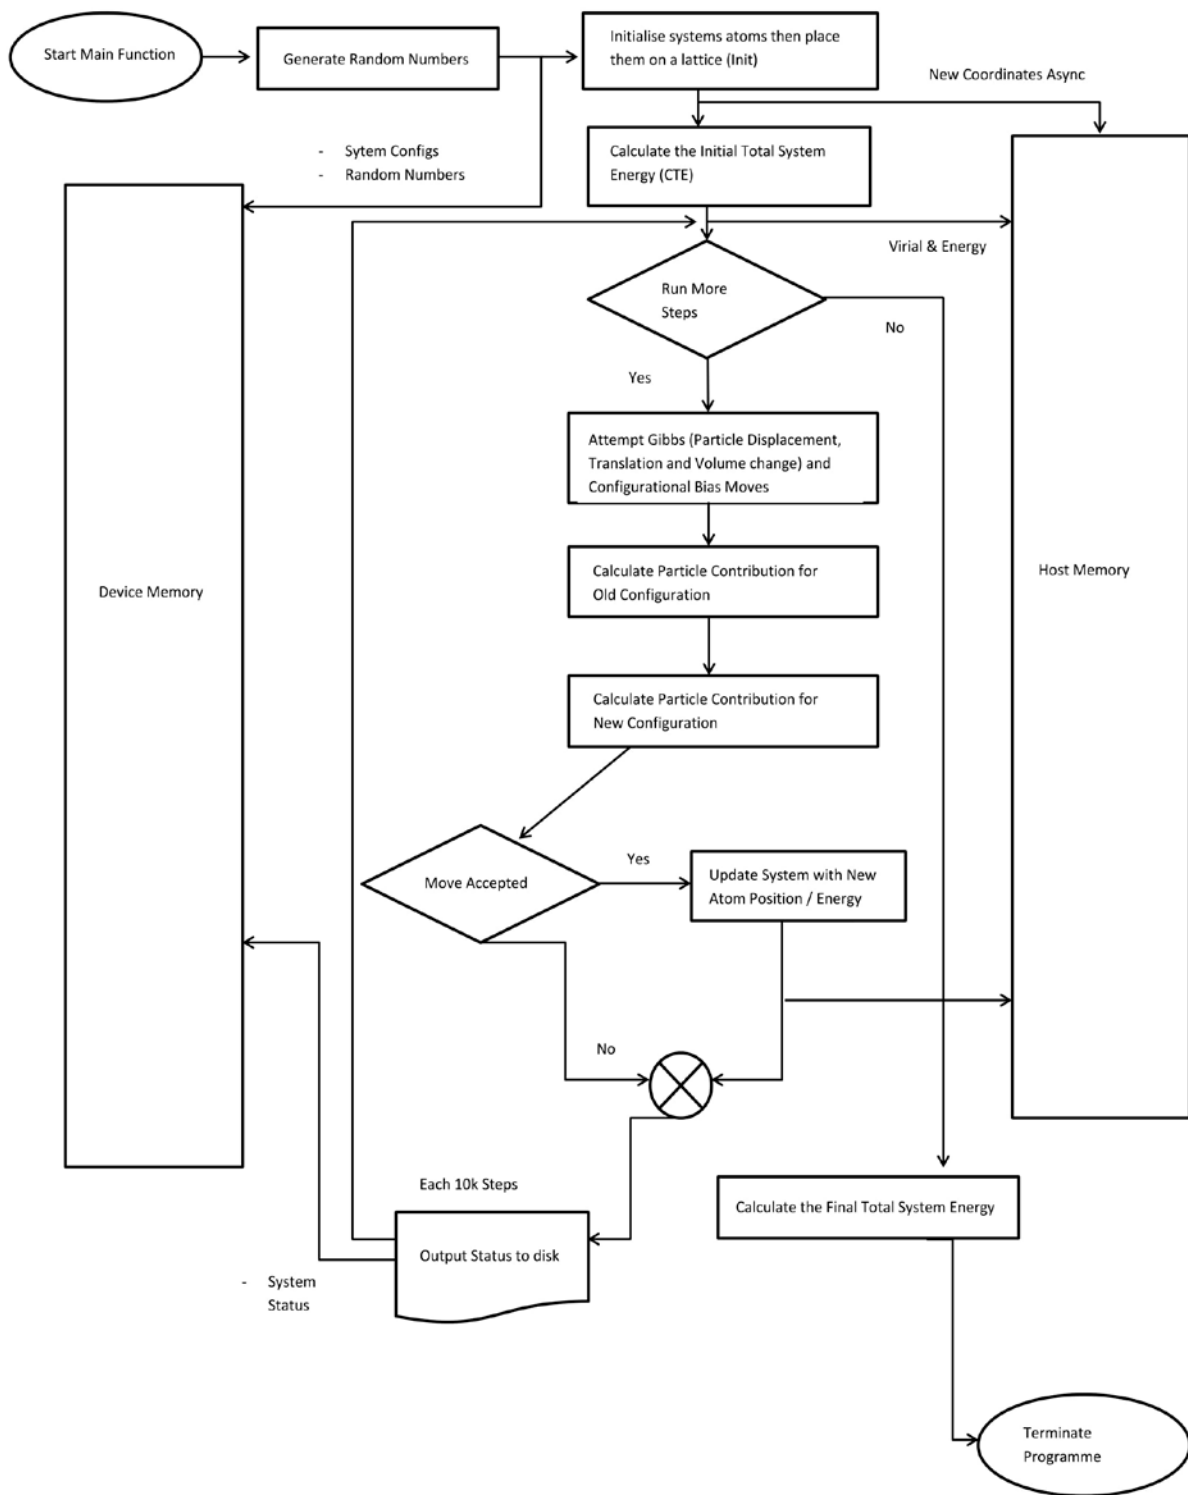 Start Main Function
Generate Random Numbers
Initialise systems atoms then place
them on a lattice (Init)
New Coordinates Async
- Sytem Configs
- Random Numbers
Calculate the Initial Total System
Energy (CTE)
Virial & Energy
Run More
Steps
No
Yes
Attempt Gibbs (Particle Displacement,
Translation and Volume change) and
Configurational Bias Moves
Device Memory
Calculate Particle Contribution for
Old Configuration
Host Memory
Calculate Particle Contribution for
New Configuration
Move Accepted
Yes
Update System with New
Atom Position / Energy
No
Each 10k Steps
Output Status to disk
- System
Status
Calculate the Final Total System Energy
Terminate
Programme